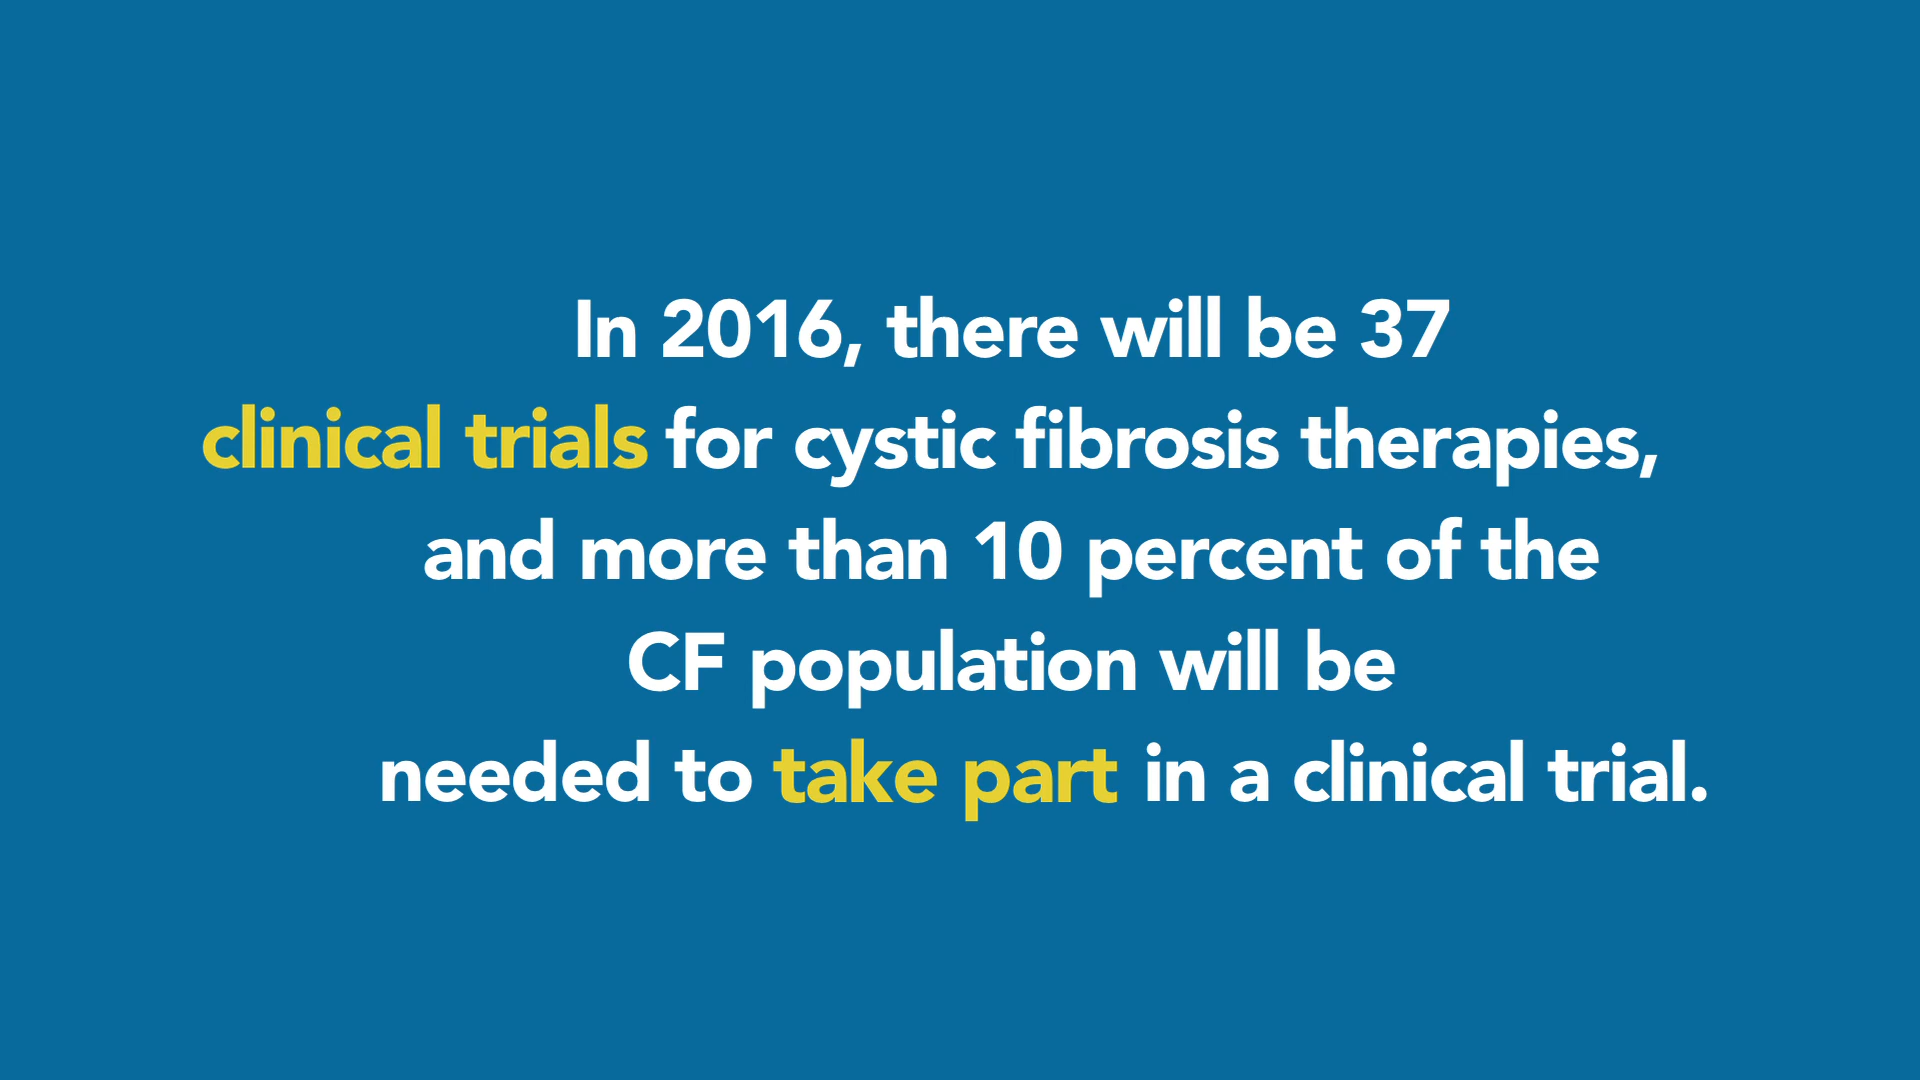 In 2016, there will be 37
clinical trials for cystic fibrosis therapies,
and more than 10 percent of the
CF population will be
needed to take part in a clinical trial.